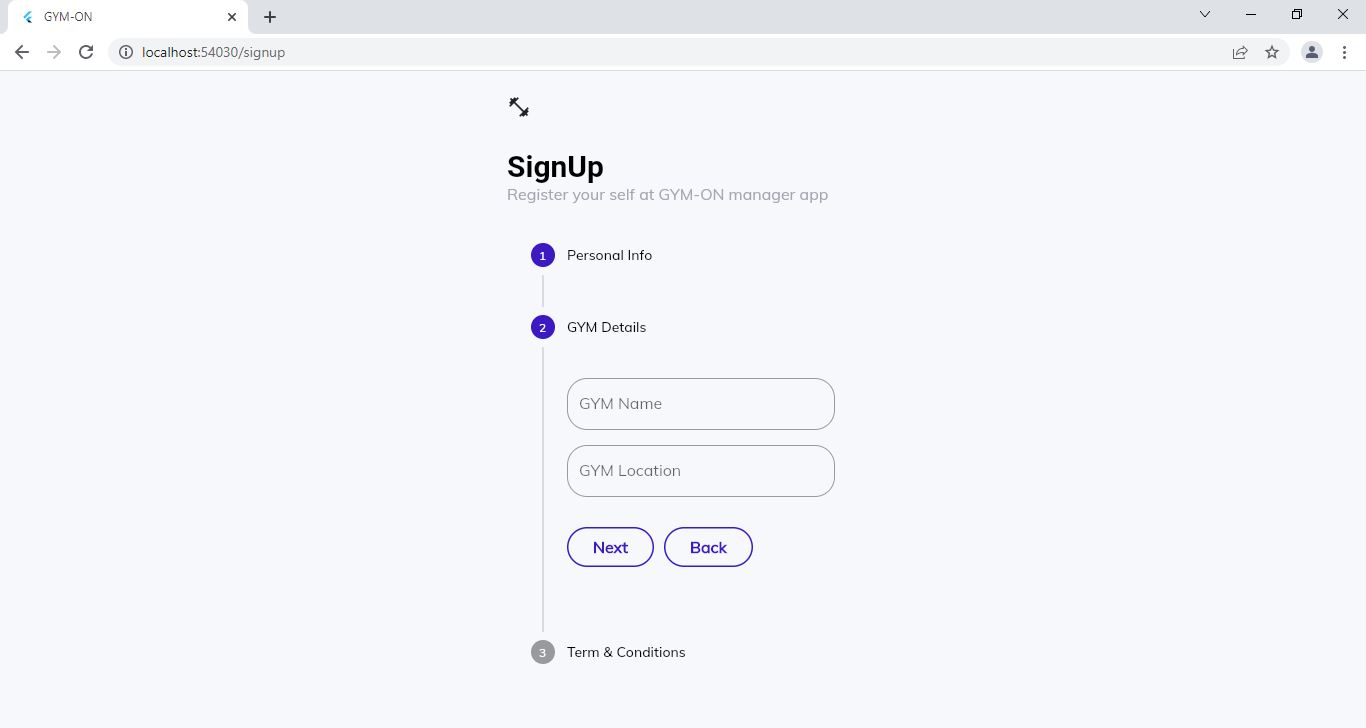 GYM-ON
localhost:54030/signup
SignUp
Register your self at GYM-ON manager app
1 Personal Info
2 GYM Details
GYM Name
GYM Location
Next Back
3 Term & Conditions